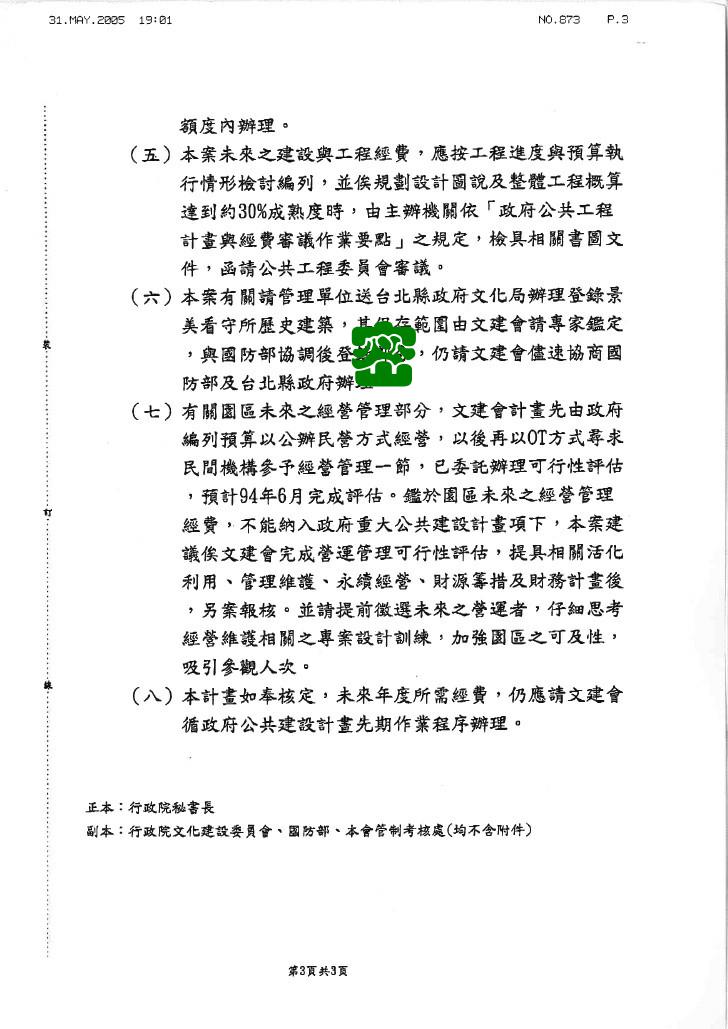 31.MAY.2005 19:01 NO.873 P.3
額度內辦理。
(五)本案未來之建設與工程經費，應按工程進度與預算執
行情形檢討編列，並俟規劃設計圖說及整體工程概算
達到約30%成熟度時，由主辦機關依「政府公共工程
計畫與經費審議作業要點」之規定，檢具相關書圖文
件，函請公共工程委員會審議。
(六)本案有關請管理單位送台北縣政府文化局辦理登錄景
美看守所歷史建築，其保存範圍由文建會請專家鑑定
，與國防部協調後登，仍請文建會儘速協商國
防部及台北縣政府辦理
(七)有關園區未來之經營管理部分，文建會計畫先由政府
編列預算以公辦民營方式經營，以後再以OT方式尋求
民間機構參予經營管理一節，已委託辦理可行性評估
，預計94年6月完成評估。鑑於園區未來之經營管理
經費，不能納入政府重大公共建設計畫項下，本案建
議俟文建會完成營運管理可行性評估，提具相關活化
利用、管理維護、永續經營、財源籌措及財務計畫後
，另案報核。並請提前徵選未來之營運者，仔細思考
經營維護相關之專案設計訓練，加強園區之可及性，
吸引參觀人次。
(八)本計畫如奉核定，未來年度所需經費，仍應請文建會
循政府公共建設計畫先期作業程序辦理。
裝
訂
線
正本：行政院秘書長
副本：行政院文化建設委員會、國防部、本會管制考核處(均不含附件)
第3頁共3頁